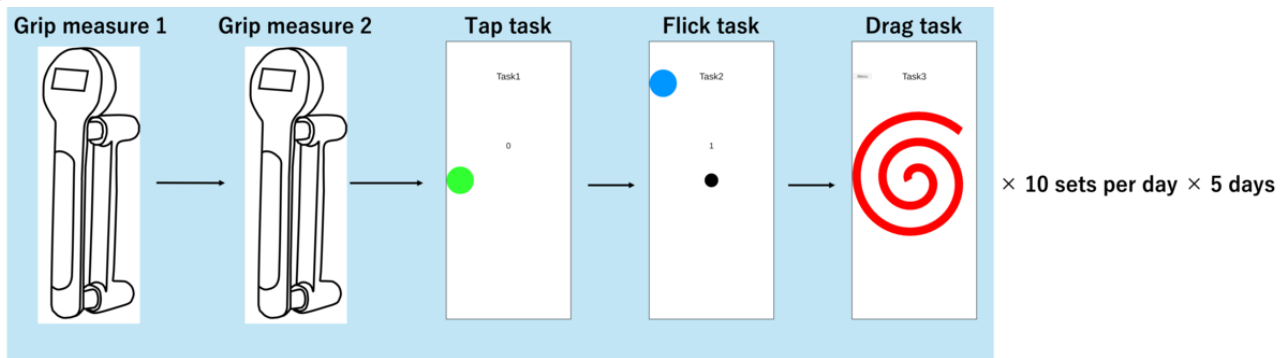 Grip measure 1
Grip measure 2
Tap task
Flick task
Drag task
Task1
0
Task2
1
Menu
Task3
× 10 sets per day × 5 days